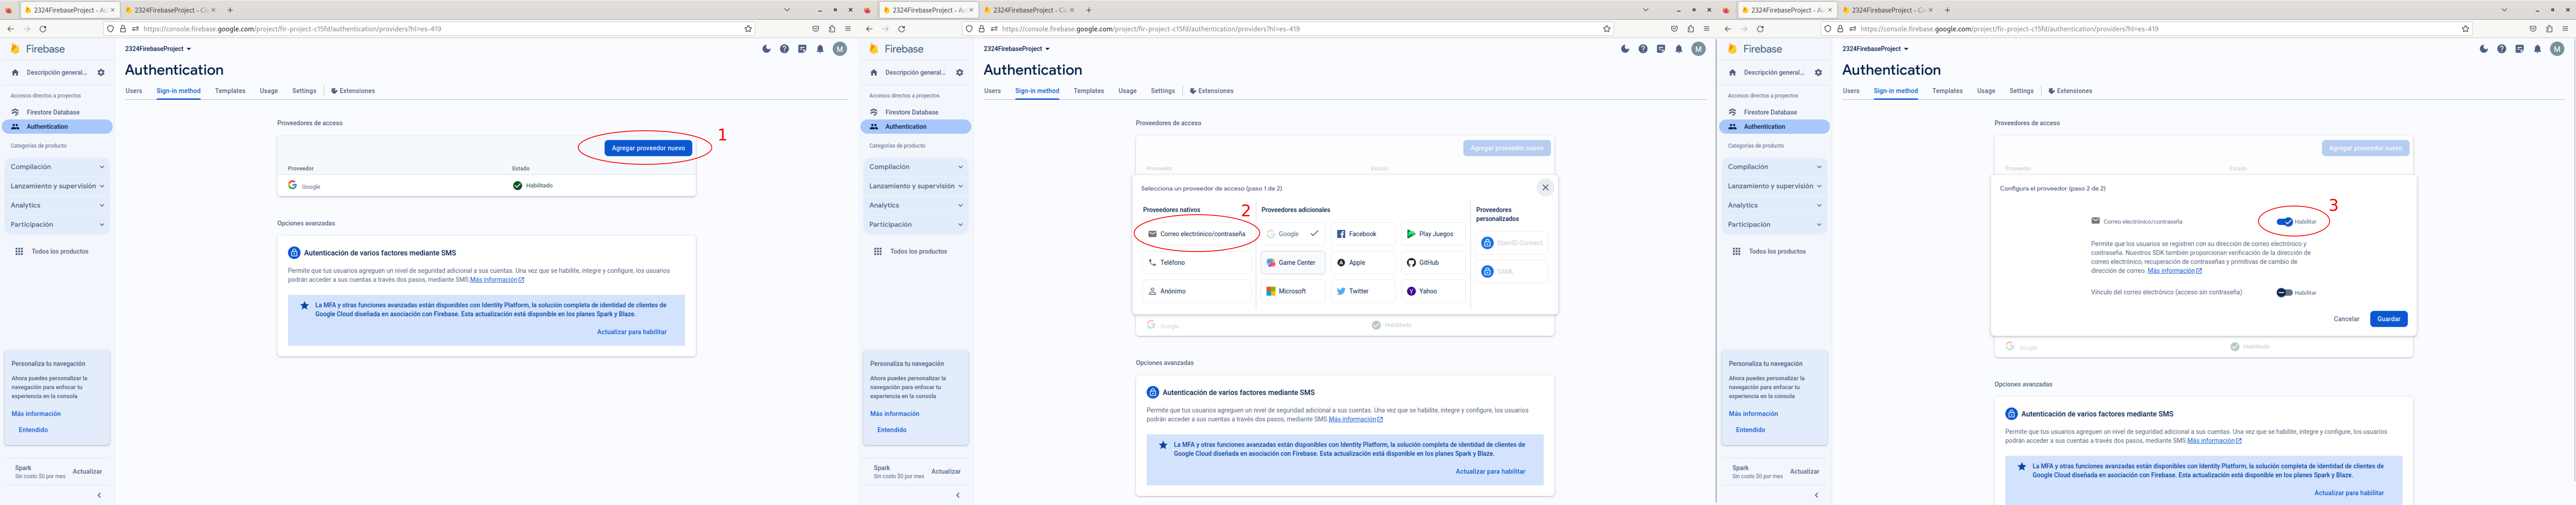 2324FirebaseProject - Au
2324FirebaseProject - Co
https://console.firebase.google.com/project/fir-project-c15fd/authentication/providers?hl=es-419
Firebase
2324FirebaseProject
M
Descripción general...
Authentication
Users
Sign-in method
Templates
Usage
Settings
Extensiones
Accesos directos a proyectos
Firestore Database
Authentication
Categorías de producto
Compilación
Lanzamiento y supervisión
Analytics
Participación
Todos los productos
Proveedores de acceso
Agregar proveedor nuevo
1
Proveedor
Estado
Google
Habilitado
Opciones avanzadas
Autenticación de varios factores mediante SMS
Permite que tus usuarios agreguen un nivel de seguridad adicional a sus cuentas. Una vez que se habilite, integre y configure, los usuarios
podrán acceder a sus cuentas a través dos pasos, mediante SMS.Más información
La MFA y otras funciones avanzadas están disponibles con Identity Platform, la solución completa de identidad de clientes de
Google Cloud diseñada en asociación con Firebase. Esta actualización está disponible en los planes Spark y Blaze.
Actualizar para habilitar
Personaliza tu navegación
Ahora puedes personalizar la
navegación para enfocar tu
experiencia en la consola
Más información
Entendido
Spark
Sin costo $0 por mes
Actualizar
2324FirebaseProject - Au
2324FirebaseProject - Co
https://console.firebase.google.com/project/fir-project-c15fd/authentication/providers?hl=es-419
Firebase
2324FirebaseProject
M
Descripción general...
Authentication
Users
Sign-in method
Templates
Usage
Settings
Extensiones
Accesos directos a proyectos
Firestore Database
Authentication
Categorías de producto
Compilación
Lanzamiento y supervisión
Analytics
Participación
Todos los productos
Proveedores de acceso
Agregar proveedor nuevo
Proveedor
Estado
Selecciona un proveedor de acceso (paso 1 de 2)
Proveedores nativos
2
Correo electrónico/contraseña
Teléfono
Anónimo
Proveedores adicionales
Google
Facebook
Play Juegos
Game Center
Apple
GitHub
Microsoft
Twitter
Yahoo
Proveedores
personalizados
OpenID Connect
SAML
Google
Habilitado
Opciones avanzadas
Autenticación de varios factores mediante SMS
Permite que tus usuarios agreguen un nivel de seguridad adicional a sus cuentas. Una vez que se habilite, integre y configure, los usuarios
podrán acceder a sus cuentas a través dos pasos, mediante SMS.Más información
La MFA y otras funciones avanzadas están disponibles con Identity Platform, la solución completa de identidad de clientes de
Google Cloud diseñada en asociación con Firebase. Esta actualización está disponible en los planes Spark y Blaze.
Actualizar para habilitar
Personaliza tu navegación
Ahora puedes personalizar la
navegación para enfocar tu
experiencia en la consola
Más información
Entendido
Spark
Sin costo $0 por mes
Actualizar
2324FirebaseProject - Au
2324FirebaseProject - Co
https://console.firebase.google.com/project/fir-project-c15fd/authentication/providers?hl=es-419
Firebase
2324FirebaseProject
M
Descripción general...
Authentication
Users
Sign-in method
Templates
Usage
Settings
Extensiones
Accesos directos a proyectos
Firestore Database
Authentication
Categorías de producto
Compilación
Lanzamiento y supervisión
Analytics
Participación
Todos los productos
Proveedores de acceso
Agregar proveedor nuevo
Proveedor
Estado
Configura el proveedor (paso 2 de 2)
Correo electrónico/contraseña
Habilitar
3
Permite que los usuarios se registren con su dirección de correo electrónico y
contraseña. Nuestros SDK también proporcionan verificación de la dirección de
correo electrónico, recuperación de contraseñas y primitivas de cambio de
dirección de correo. Más información
Vínculo del correo electrónico (acceso sin contraseña)
Habilitar
Cancelar
Guardar
Google
Habilitado
Opciones avanzadas
Autenticación de varios factores mediante SMS
Permite que tus usuarios agreguen un nivel de seguridad adicional a sus cuentas. Una vez que se habilite, integre y configure, los usuarios
podrán acceder a sus cuentas a través dos pasos, mediante SMS.Más información
La MFA y otras funciones avanzadas están disponibles con Identity Platform, la solución completa de identidad de clientes de
Google Cloud diseñada en asociación con Firebase. Esta actualización está disponible en los planes Spark y Blaze.
Actualizar para habilitar
Personaliza tu navegación
Ahora puedes personalizar la
navegación para enfocar tu
experiencia en la consola
Más información
Entendido
Spark
Sin costo $0 por mes
Actualizar